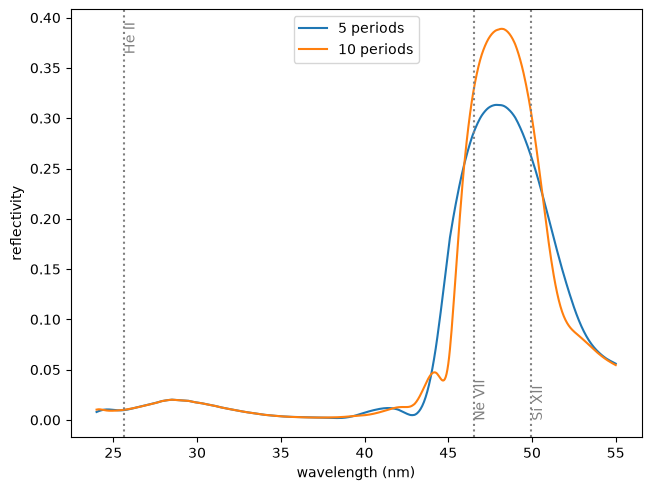 5 periods
10 periods
He II
Ne VII
Si XII
reflectivity
0.40
0.35
0.30
0.25
0.20
0.15
0.10
0.05
0.00
25 30 35 40 45 50 55
wavelength (nm)